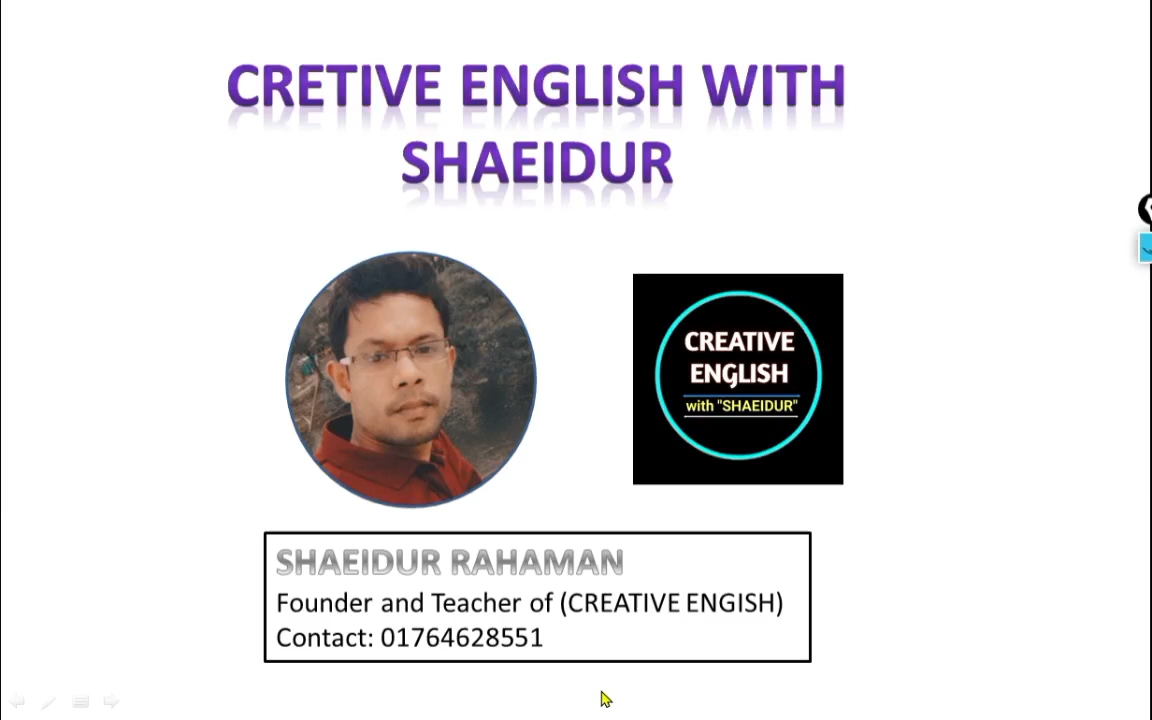 CRETIVE ENGLISH WITH
SHAEIDUR
CREATIVE
ENGLISH
with "SHAEIDUR"
SHAEIDUR RAHAMAN
Founder and Teacher of (CREATIVE ENGISH)
Contact: 01764628551